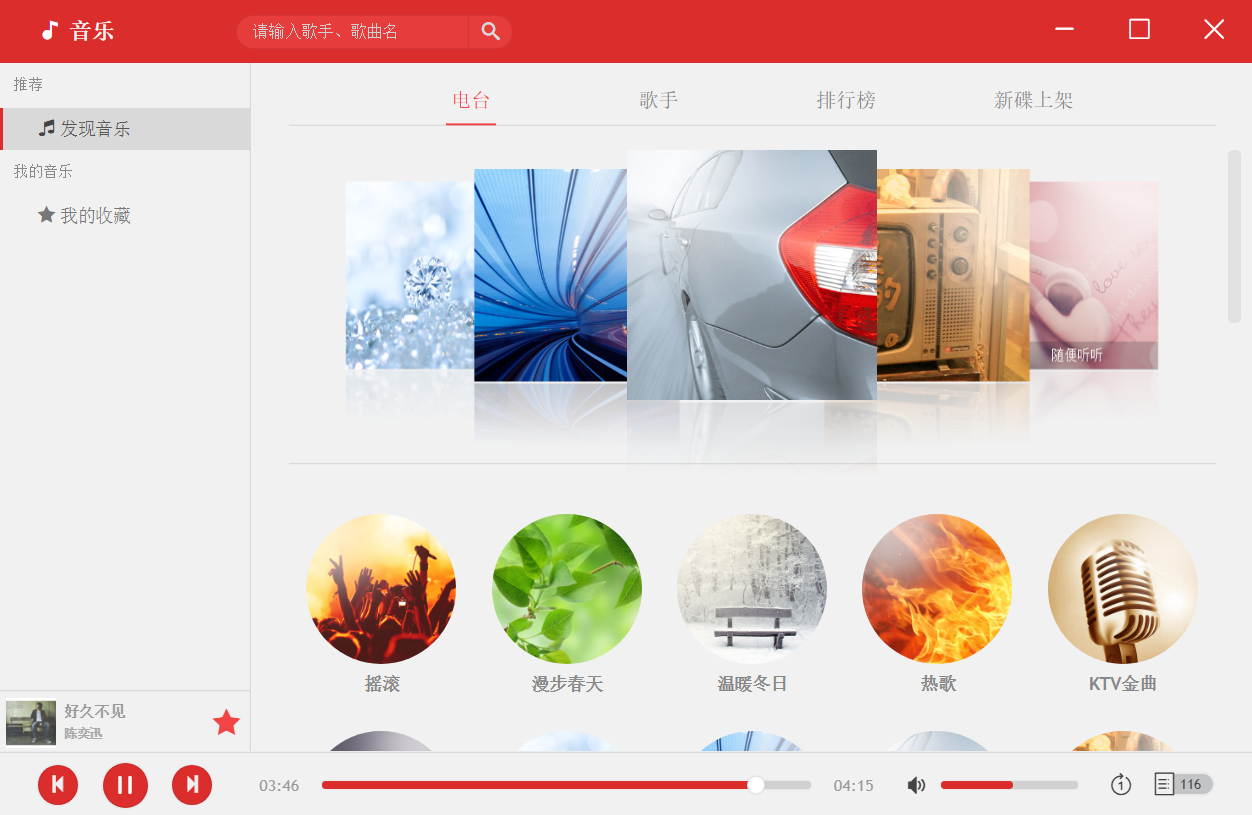 音乐
请输入歌手、歌曲名
推荐
发现音乐
我的音乐
我的收藏
电台
歌手
排行榜
新碟上架
随便听听
摇滚
漫步春天
温暖冬日
热歌
KTV金曲
好久不见
陈奕迅
03:46
04:15
1
116